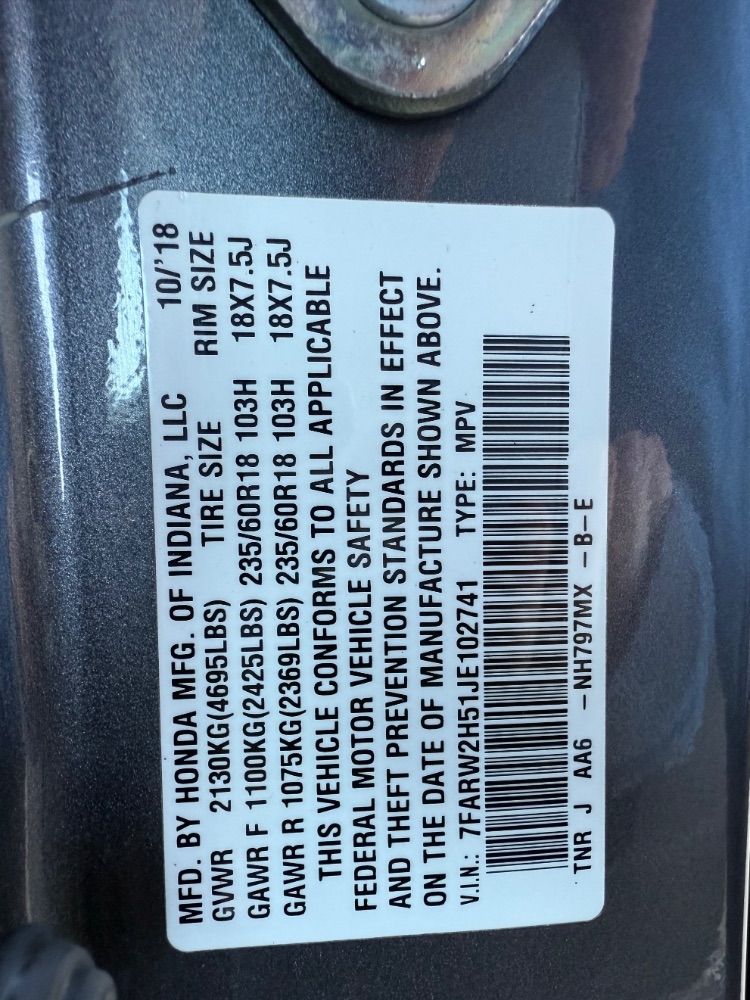 MFD. BY HONDA MFG. OF INDIANA, LLC 10/'18
GVWR 2130KG(4695LBS) TIRE SIZE RIM SIZE
GAWR F 1100KG(2425LBS) 235/60R18 103H 18X7.5J
GAWR R 1075KG(2369LBS) 235/60R18 103H 18X7.5J
THIS VEHICLE CONFORMS TO ALL APPLICABLE
FEDERAL MOTOR VEHICLE SAFETY
AND THEFT PREVENTION STANDARDS IN EFFECT
ON THE DATE OF MANUFACTURE SHOWN ABOVE.
V.I.N.: 7FARW2H51JE102741 TYPE: MPV
TNR J AA6 -NH797MX -B-E